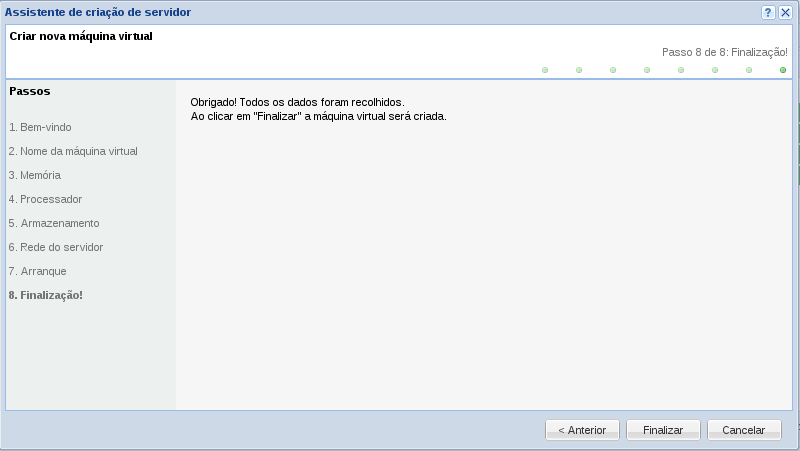 Assistente de criação de servidor
Criar nova máquina virtual
Passo 8 de 8: Finalização!
Passos
1. Bem-vindo
2. Nome da máquina virtual
3. Memória
4. Processador
5. Armazenamento
6. Rede do servidor
7. Arranque
8. Finalização!
Obrigado! Todos os dados foram recolhidos.
Ao clicar em "Finalizar" a máquina virtual será criada.
< Anterior
Finalizar
Cancelar